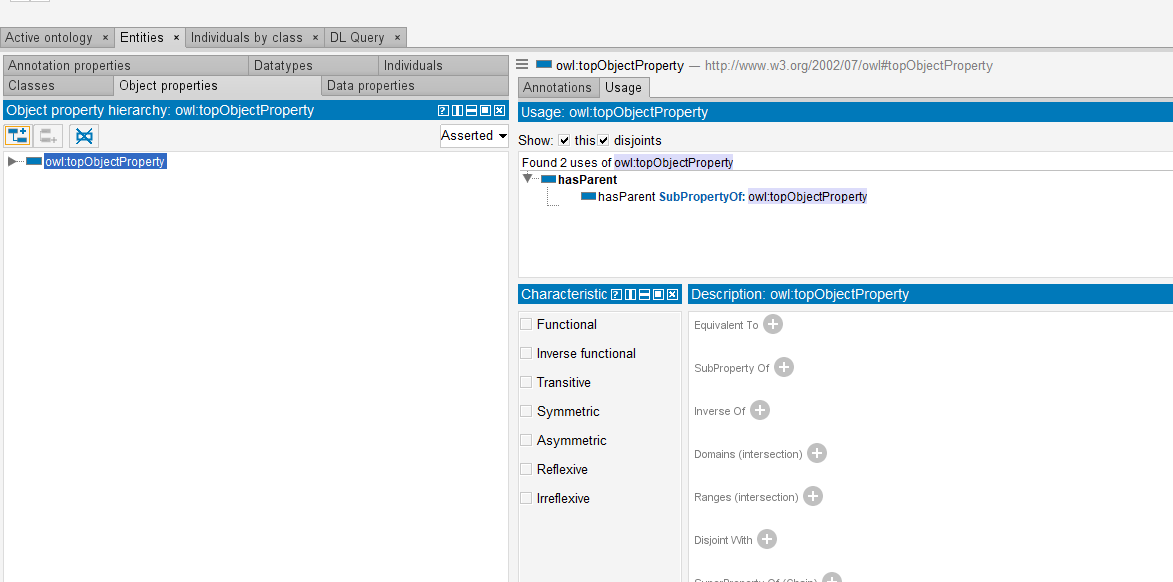 Active ontology × Entities × Individuals by class × DL Query ×
Annotation properties Datatypes Individuals
Classes Object properties Data properties
Object property hierarchy: owl:topObjectProperty
Asserted
owl:topObjectProperty
owl:topObjectProperty — http://www.w3.org/2002/07/owl#topObjectProperty
Annotations Usage
Usage: owl:topObjectProperty
Show: this disjoints
Found 2 uses of owl:topObjectProperty
hasParent
hasParent SubPropertyOf: owl:topObjectProperty
Characteristic
Functional
Inverse functional
Transitive
Symmetric
Asymmetric
Reflexive
Irreflexive
Description: owl:topObjectProperty
Equivalent To
SubProperty Of
Inverse Of
Domains (intersection)
Ranges (intersection)
Disjoint With
SuperProperty Of (Chain)